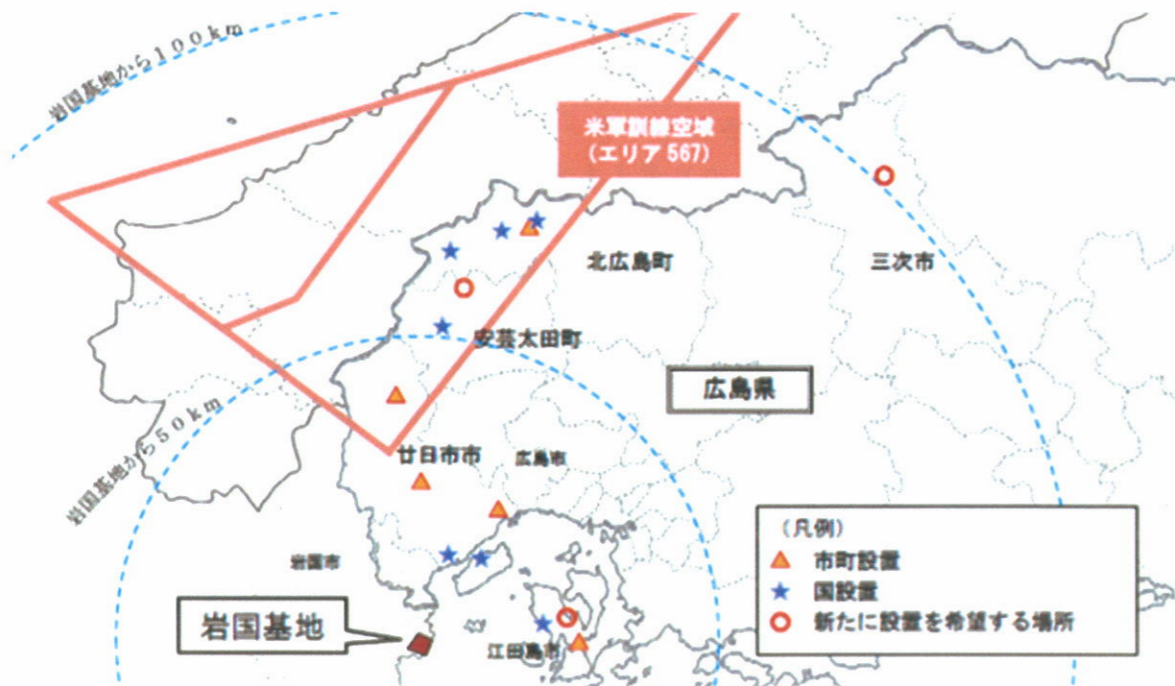 岩国基地から１００ｋｍ
米軍訓練空域
(エリア 567)
北広島町
三次市
安芸太田町
広島県
岩国基地から５０ｋｍ
廿日市市
広島市
岩国市
岩国基地
江田島市
(凡例)
市町設置
国設置
新たに設置を希望する場所